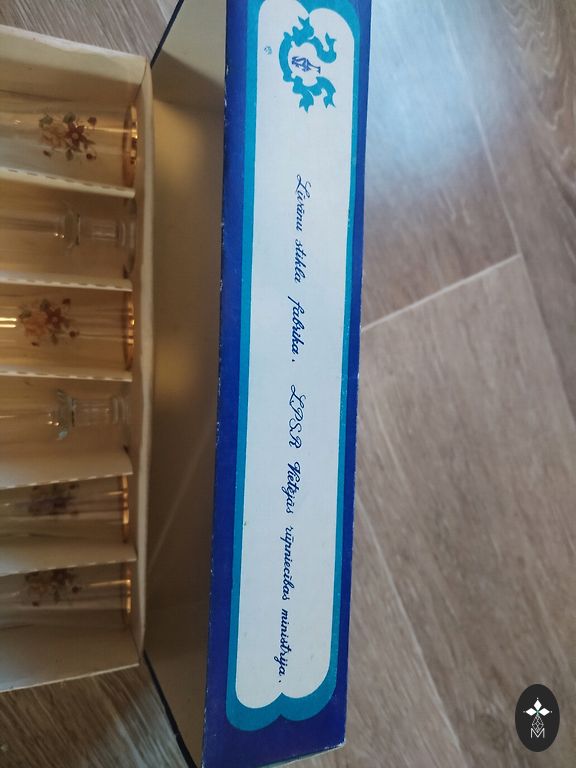 Līvānu stikla fabrika. LPSR Vietējās rūpniecības ministrija.